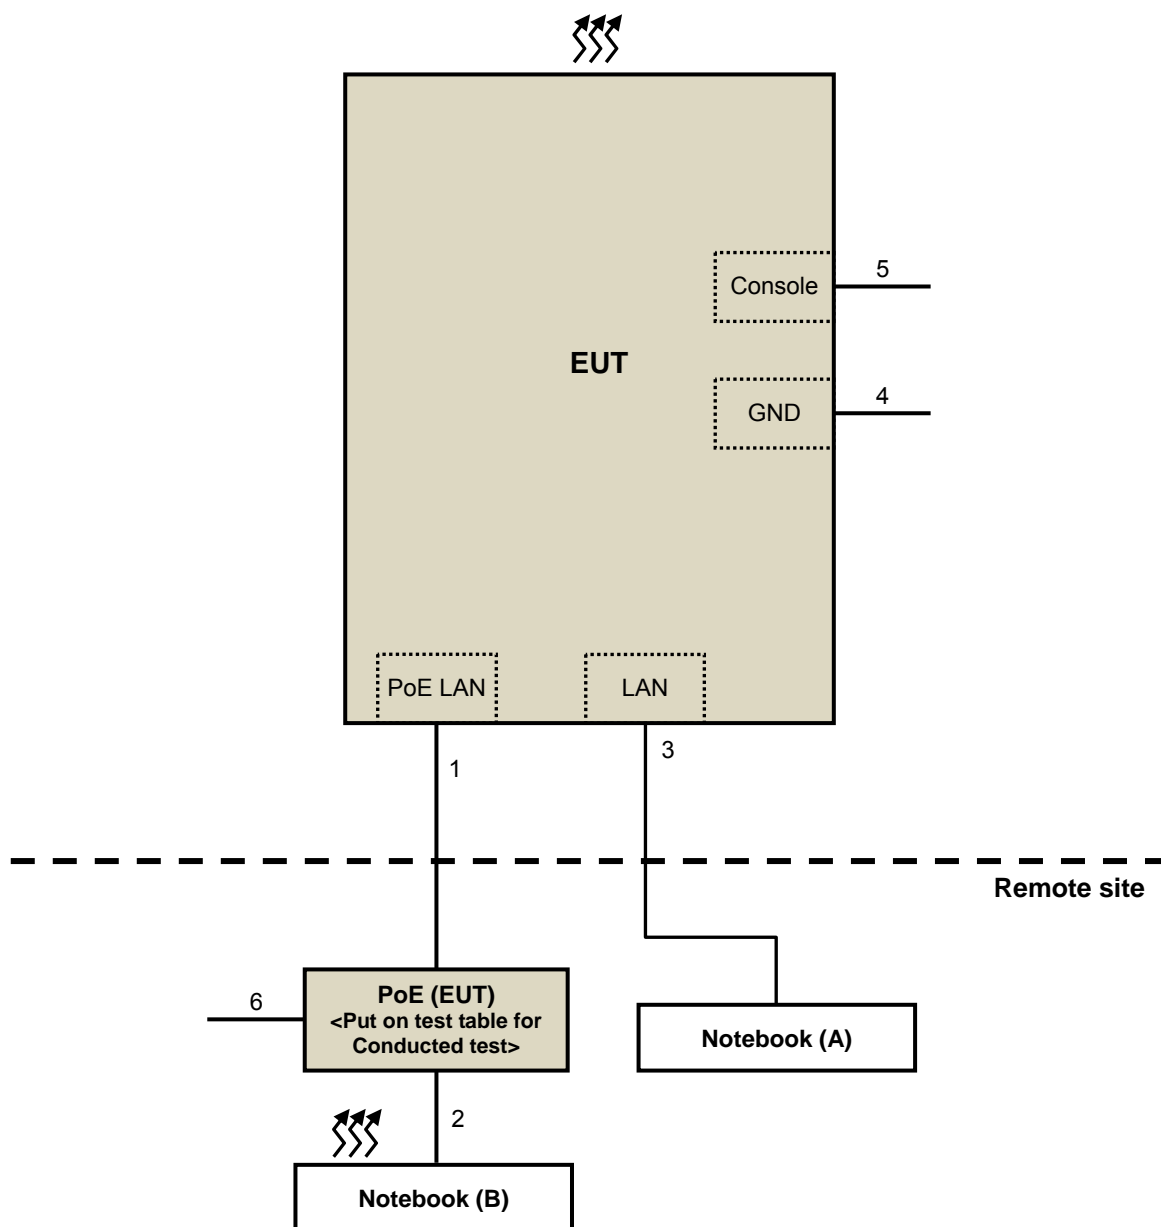 Console
5
EUT
GND
4
PoE LAN
LAN
1
3
Remote site
6
PoE (EUT)
<Put on test table for
Conducted test>
Notebook (A)
2
Notebook (B)